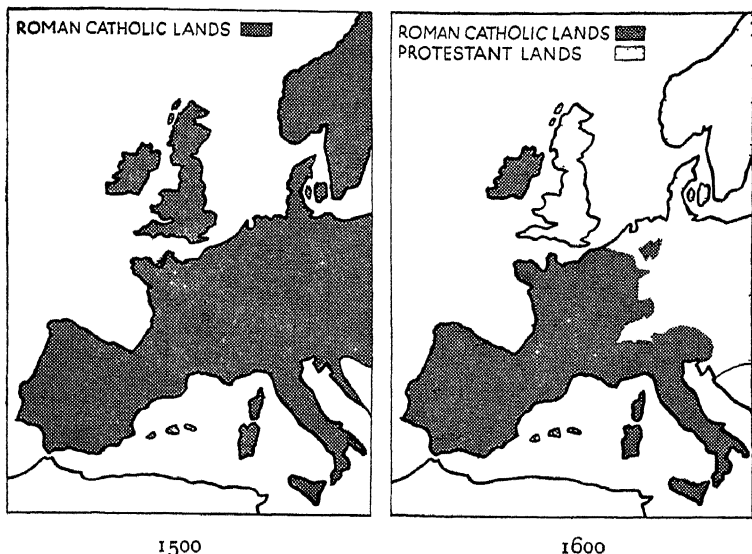 ROMAN CATHOLIC LANDS
ROMAN CATHOLIC LANDS
PROTESTANT LANDS
1500
1600